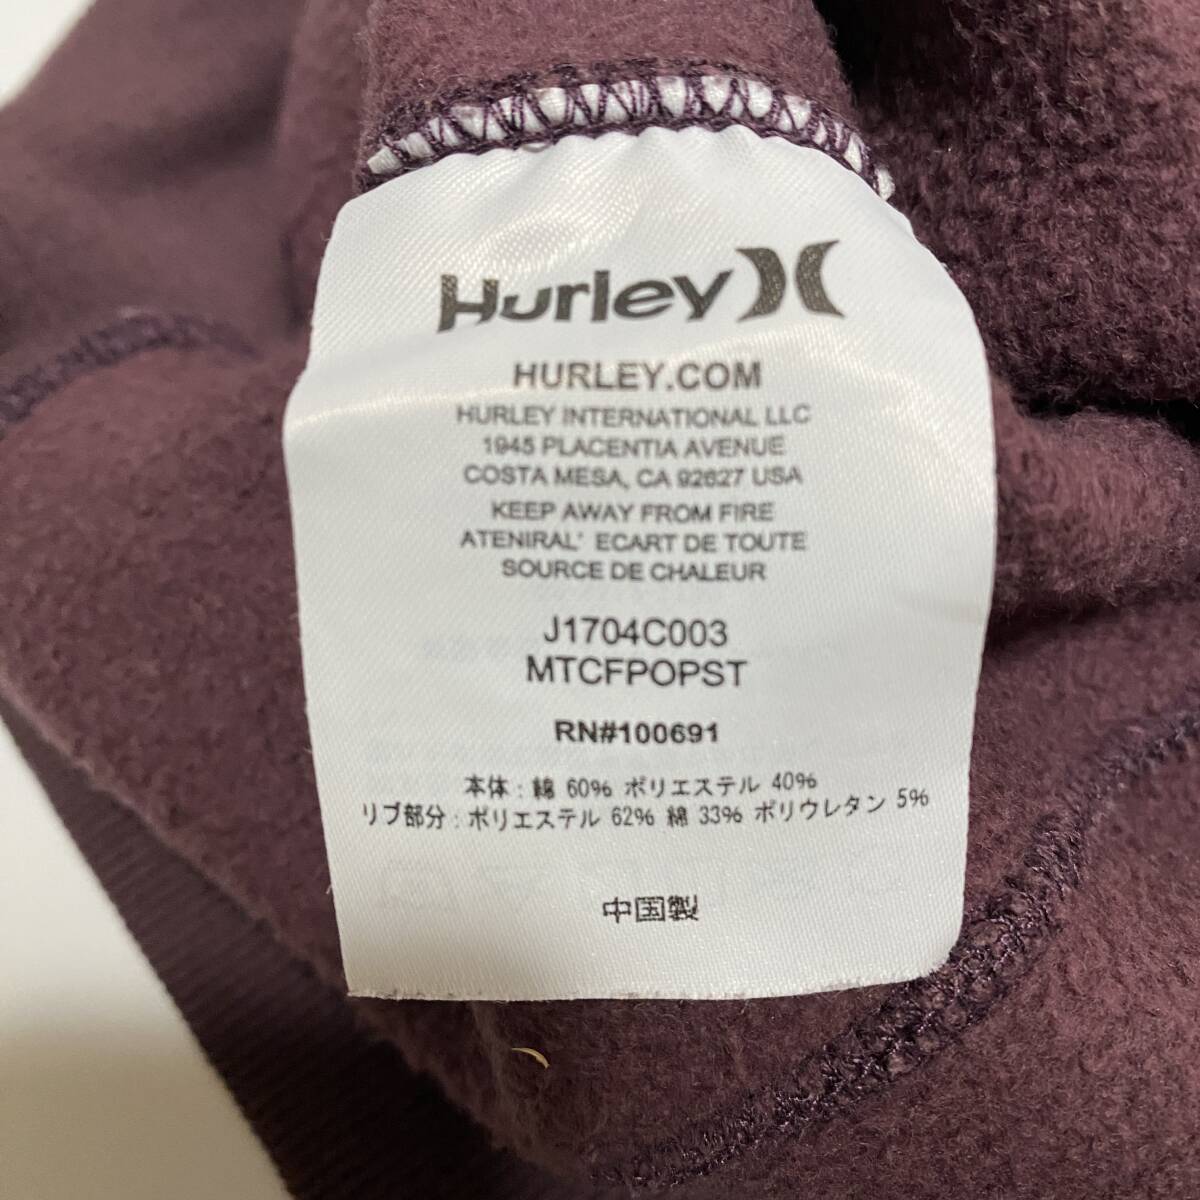 Hurley
HURLEY.COM
HURLEY INTERNATIONAL LLC
1945 PLACENTIA AVENUE
COSTA MESA, CA 92627 USA
KEEP AWAY FROM FIRE
ATENIRAL' ECART DE TOUTE
SOURCE DE CHALEUR
J1704C003
MTCFPOPST
RN#100691
本体 : 綿 60% ポリエステル 40%
リブ部分 : ポリエステル 62% 綿 33% ポリウレタン 5%
中国製